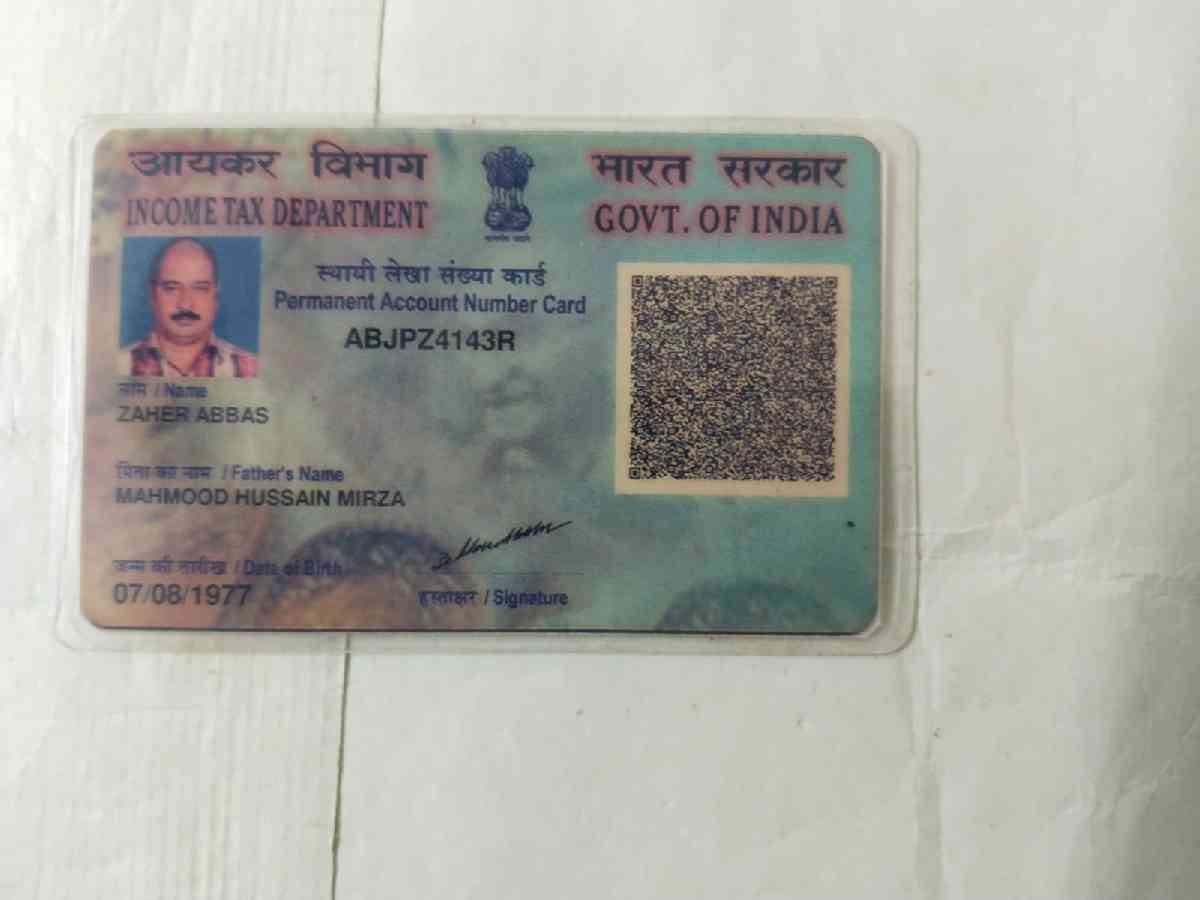 आयकर विभाग
INCOME TAX DEPARTMENT
भारत सरकार
GOVT. OF INDIA
स्थायी लेखा संख्या कार्ड
Permanent Account Number Card
ABJPZ4143R
नाम / Name
ZAHER ABBAS
पिता का नाम / Father's Name
MAHMOOD HUSSAIN MIRZA
जन्म की तारीख / Date of Birth
07/08/1977
हस्ताक्षर / Signature